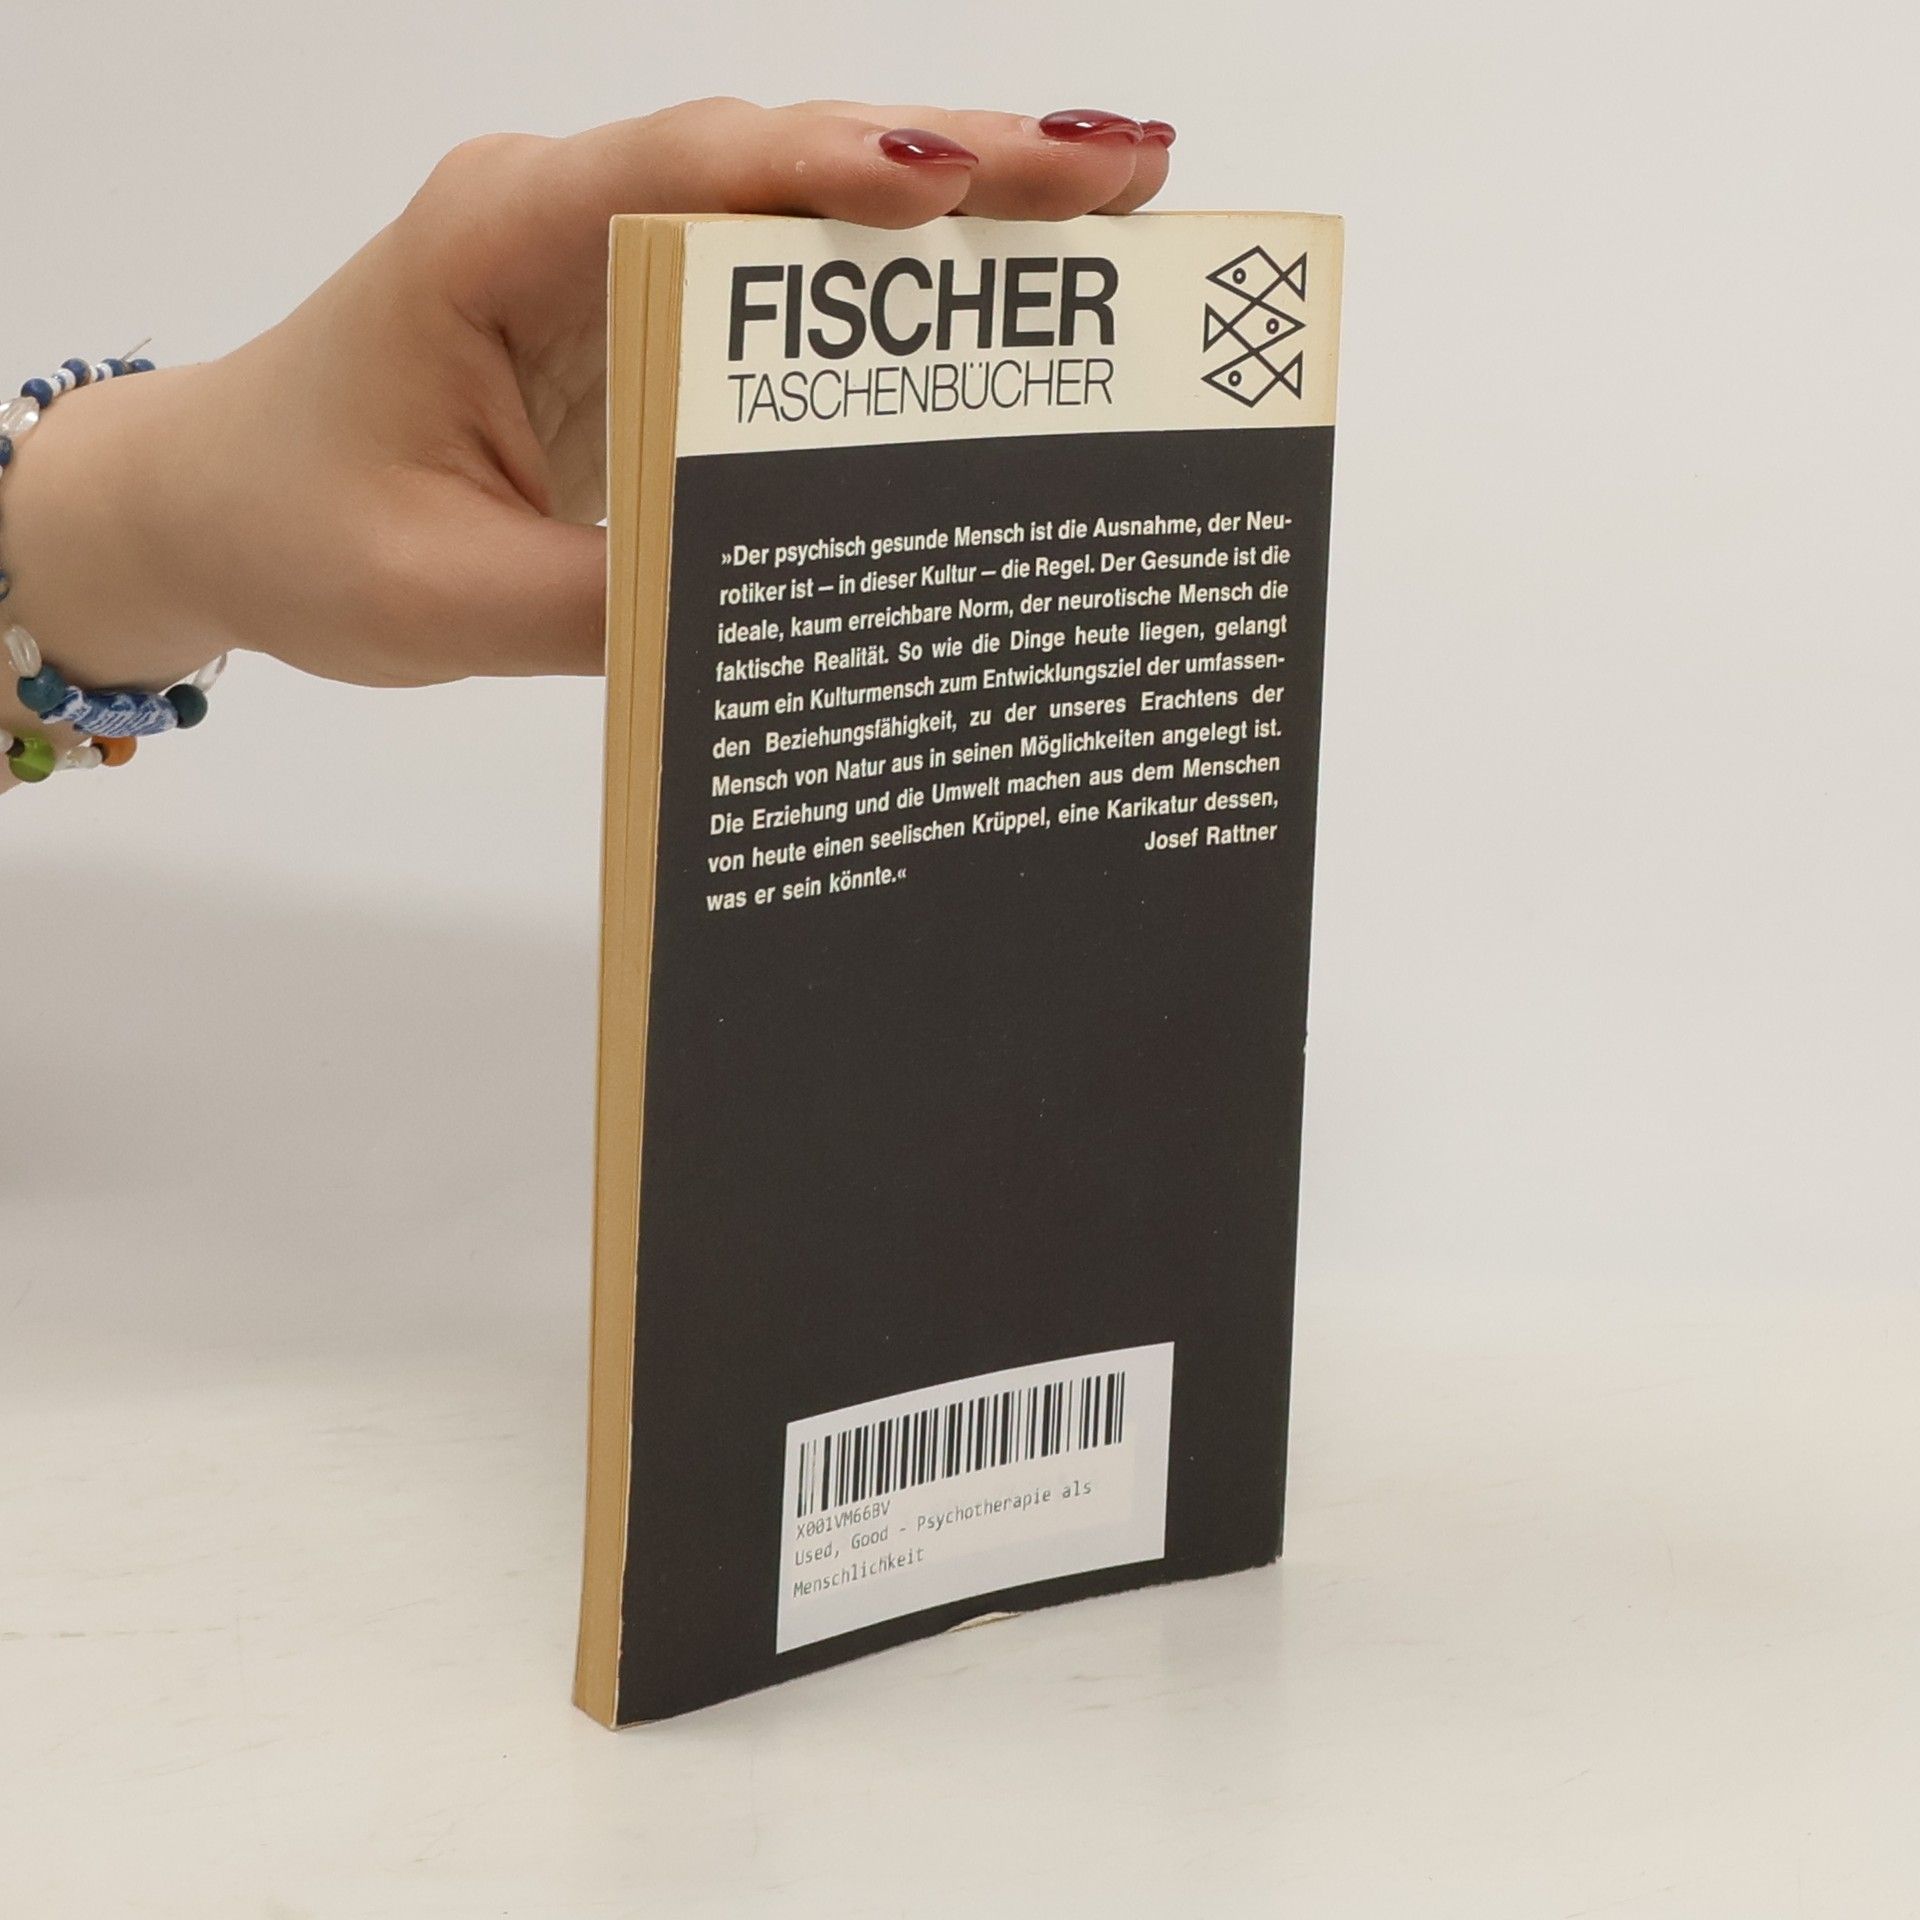 FISCHER
TASCHENBÜCHER
»Der psychisch gesunde Mensch ist die Ausnahme, der Neu-
rotiker ist – in dieser Kultur – die Regel. Der Gesunde ist die
ideale, kaum erreichbare Norm, der neurotische Mensch die
faktische Realität. So wie die Dinge heute liegen, gelangt
kaum ein Kulturmensch zum Entwicklungsziel der umfassen-
den Beziehungsfähigkeit, zu der unseres Erachtens der
Mensch von Natur aus in seinen Möglichkeiten angelegt ist.
Die Erziehung und die Umwelt machen aus dem Menschen
von heute einen seelischen Krüppel, eine Karikatur dessen,
was er sein könnte.«
Josef Rattner
X001VM66BV
Used, Good - Psychotherapie als
Menschlichkeit